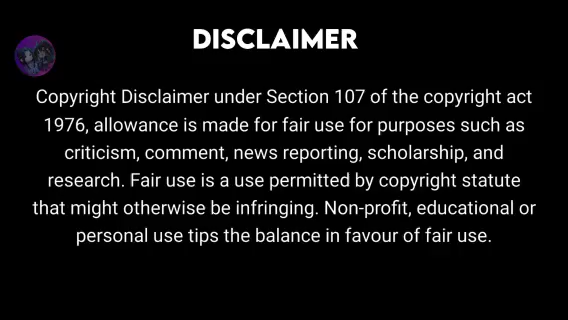 DISCLAIMER
Copyright Disclaimer under Section 107 of the copyright act
1976, allowance is made for fair use for purposes such as
criticism, comment, news reporting, scholarship, and
research. Fair use is a use permitted by copyright statute
that might otherwise be infringing. Non-profit, educational or
personal use tips the balance in favour of fair use.